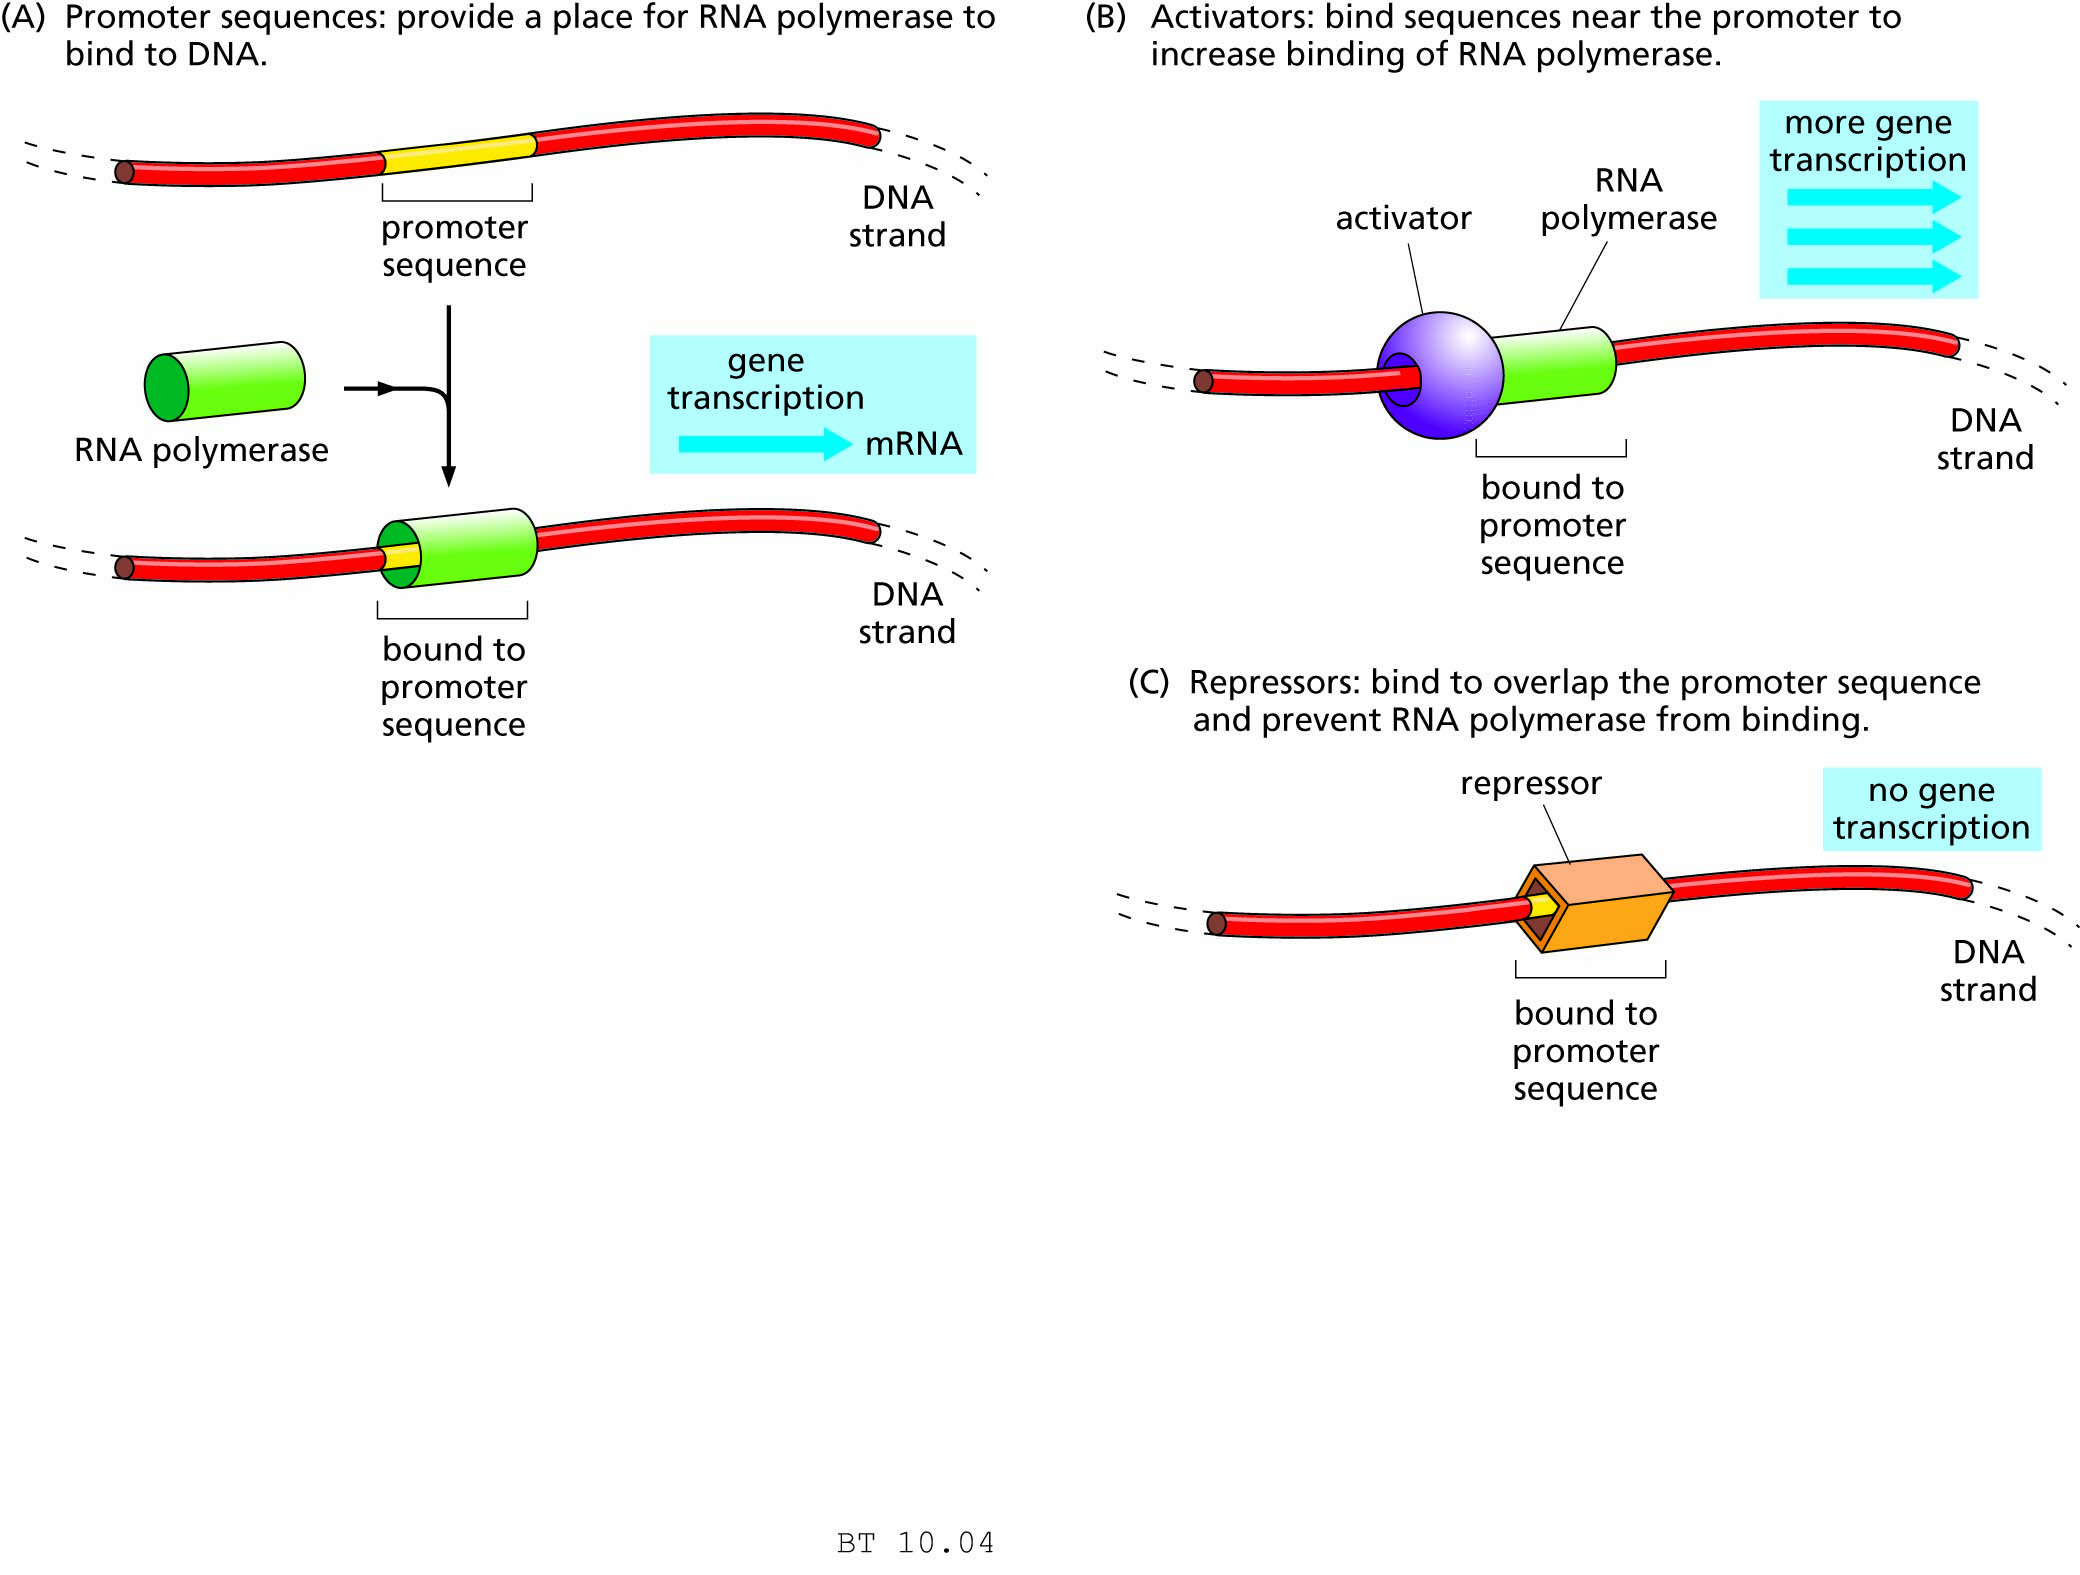 (A) Promoter sequences: provide a place for RNA polymerase to
bind to DNA.
DNA
strand
promoter
sequence
RNA polymerase
gene
transcription
mRNA
DNA
strand
bound to
promoter
sequence
(B) Activators: bind sequences near the promoter to
increase binding of RNA polymerase.
more gene
transcription
RNA
polymerase
activator
DNA
strand
bound to
promoter
sequence
(C) Repressors: bind to overlap the promoter sequence
and prevent RNA polymerase from binding.
repressor
no gene
transcription
DNA
strand
bound to
promoter
sequence
BT 10.04